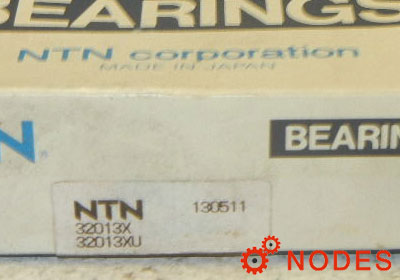 BEARINGS
NTN corporation
MADE IN JAPAN
N
BEARIN
NTN 130511
32013X
32013XU
NODES